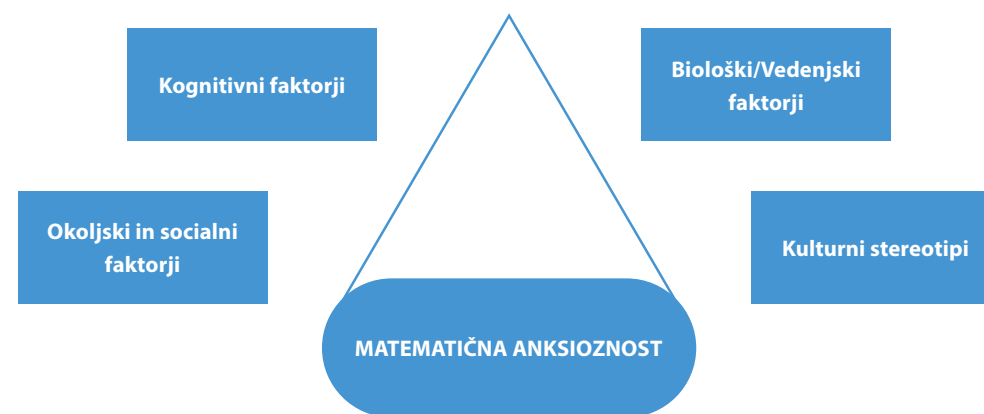 Kognitivni faktorji
Biološki/Vedenjski
faktorji
Okoljski in socialni
faktorji
Kulturni stereotipi
MATEMATIČNA ANKSIOZNOST